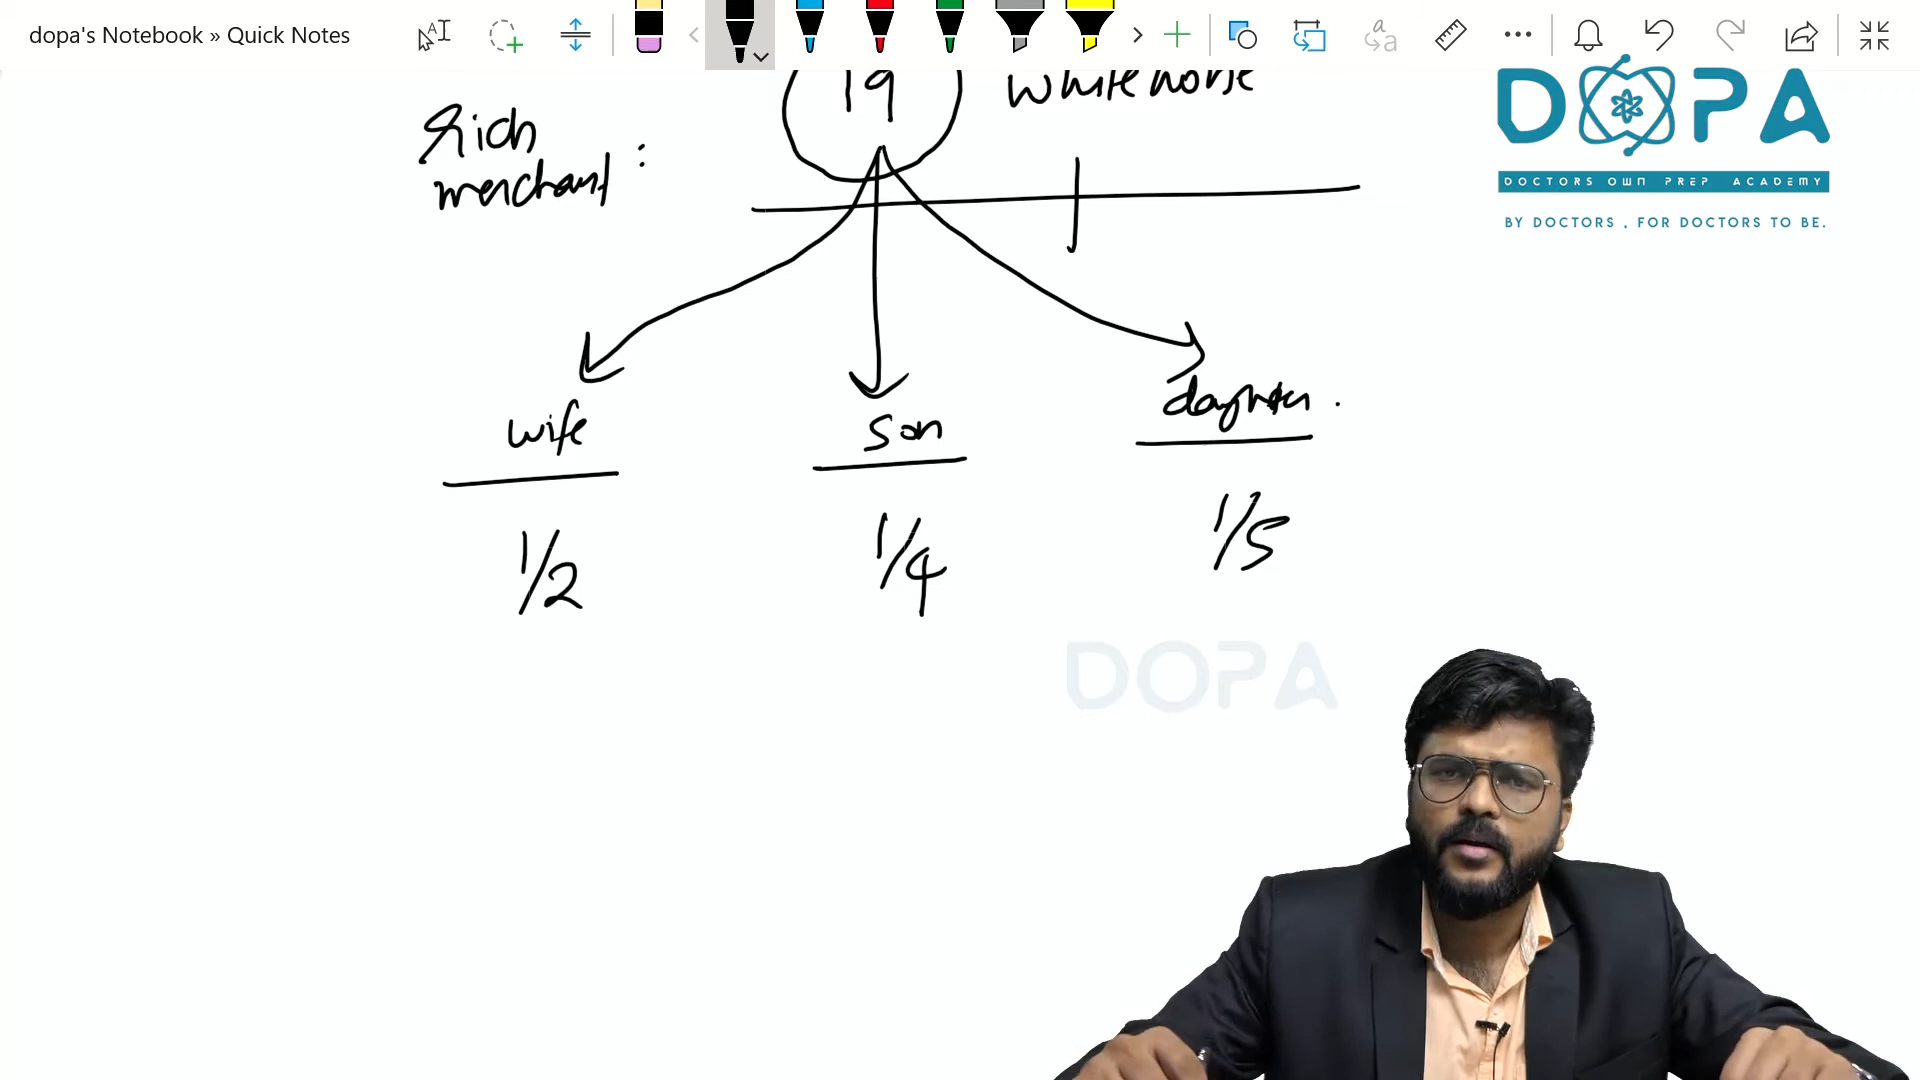 dopa's Notebook » Quick Notes
19 white horse
Rich
merchant :
DOPA
DOCTORS OWN PREP ACADEMY
BY DOCTORS , FOR DOCTORS TO BE.
wife son daughter .
1/2 1/4 1/5
DOPA